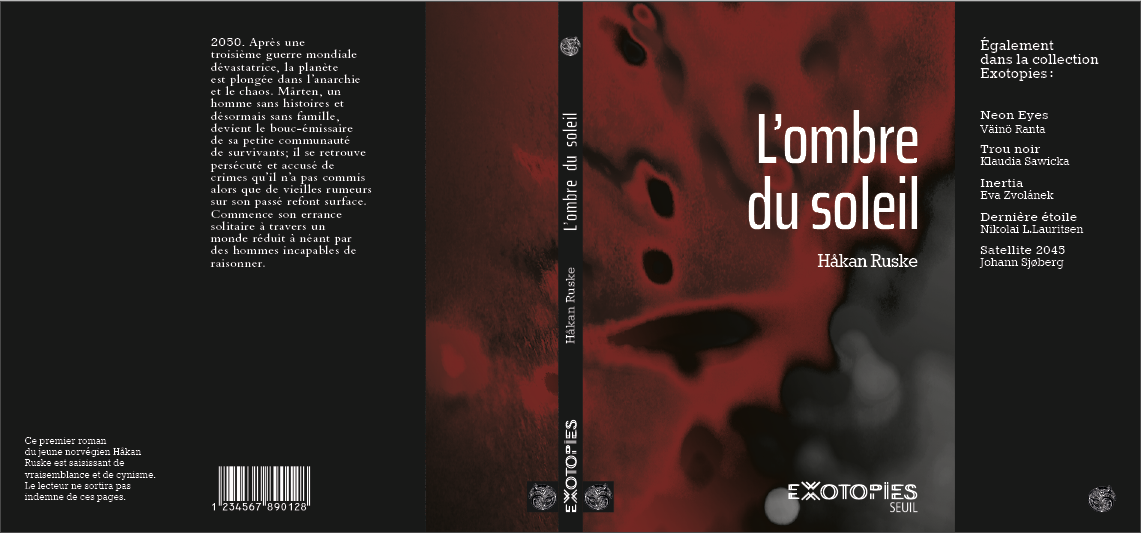 2050. Après une
troisième guerre mondiale
dévastatrice, la planète
est plongée dans l'anarchie
et le chaos. Mårten, un
homme sans histoires et
désormais sans famille,
devient le bouc-émissaire
de sa petite communauté
de survivants; il se retrouve
persécuté et accusé de
crimes qu'il n'a pas commis
alors que de vieilles rumeurs
sur son passé refont surface.
Commence son errance
solitaire à travers un
monde réduit à néant par
des hommes incapables de
raisonner.
Ce premier roman
du jeune norvégien Håkan
Ruske est saisissant de
vraisemblance et de cynisme.
Le lecteur ne sortira pas
indemne de ces pages.
1 234567 890128
L'ombre du soleil
Håkan Ruske
EXOTOPIES
L'ombre
du soleil
Håkan Ruske
EXOTOPIES
SEUIL
Également
dans la collection
Exotopies :
Neon Eyes
Väinö Ranta
Trou noir
Klaudia Sawicka
Inertia
Eva Zvolánek
Dernière étoile
Nikolai L.Lauritsen
Satellite 2045
Johann Sjøberg